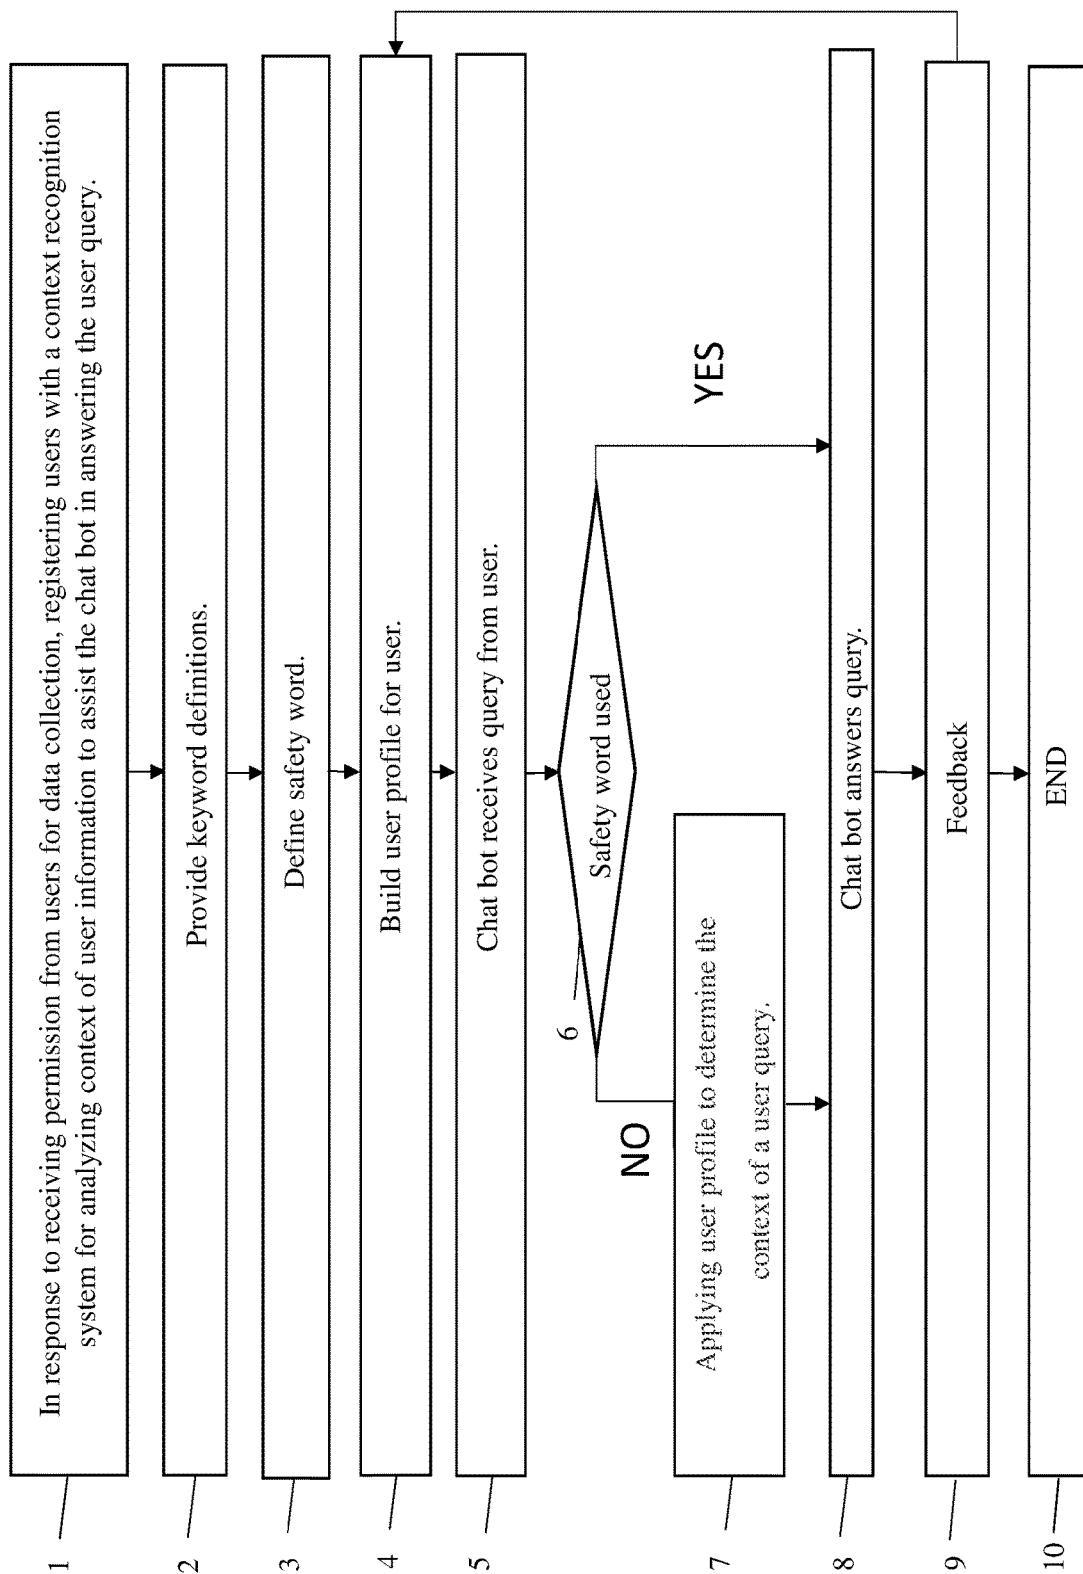 1
In response to receiving permission from users for data collection, registering users with a context recognition
system for analyzing context of user information to assist the chat bot in answering the user query.
2
Provide keyword definitions.
3
Define safety word.
4
Build user profile for user.
5
Chat bot receives query from user.
6
Safety word used
NO
YES
7
Applying user profile to determine the
context of a user query.
8
Chat bot answers query.
9
Feedback
10
END